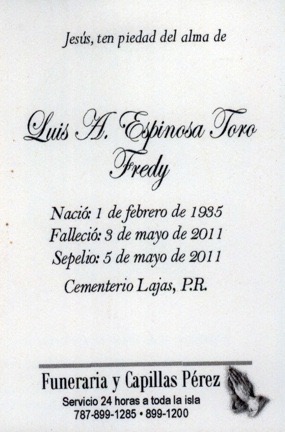 Jesús, ten piedad del alma de
Luis A. Espinosa Toro
Fredy
Nació: 1 de febrero de 1935
Falleció: 3 de mayo de 2011
Sepelio: 5 de mayo de 2011
Cementerio Lajas, P.R.
Funeraria y Capillas Pérez
Servicio 24 horas a toda la isla
787-899-1285 • 899-1200